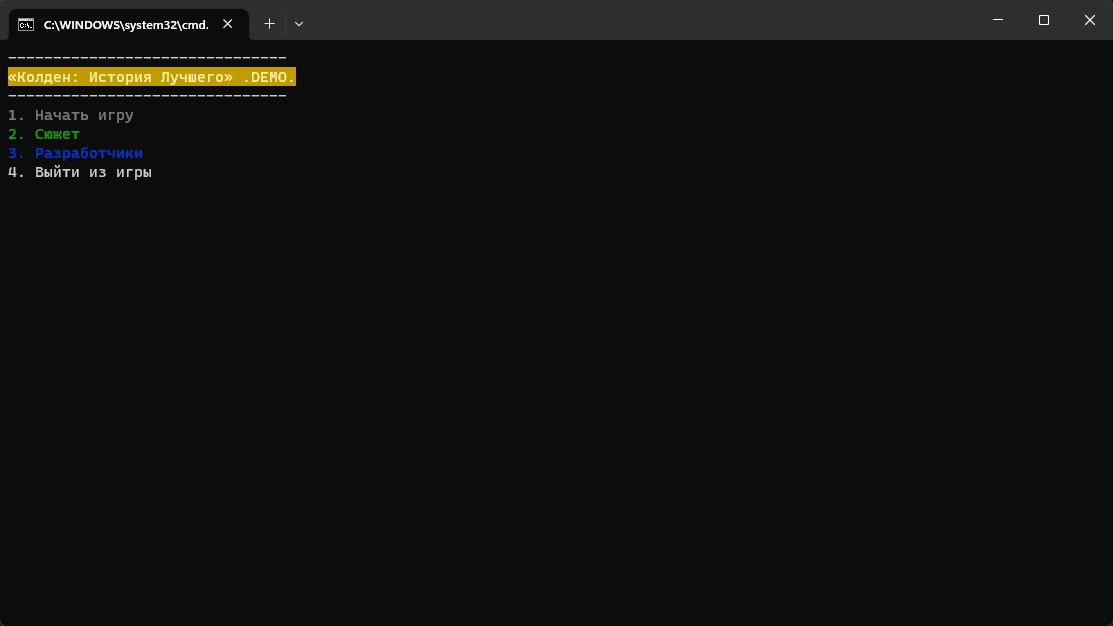 C:\WINDOWS\system32\cmd.
-------------------------------
«Колден: История Лучшего» .DEMO.
-------------------------------
1. Начать игру
2. Сюжет
3. Разработчики
4. Выйти из игры